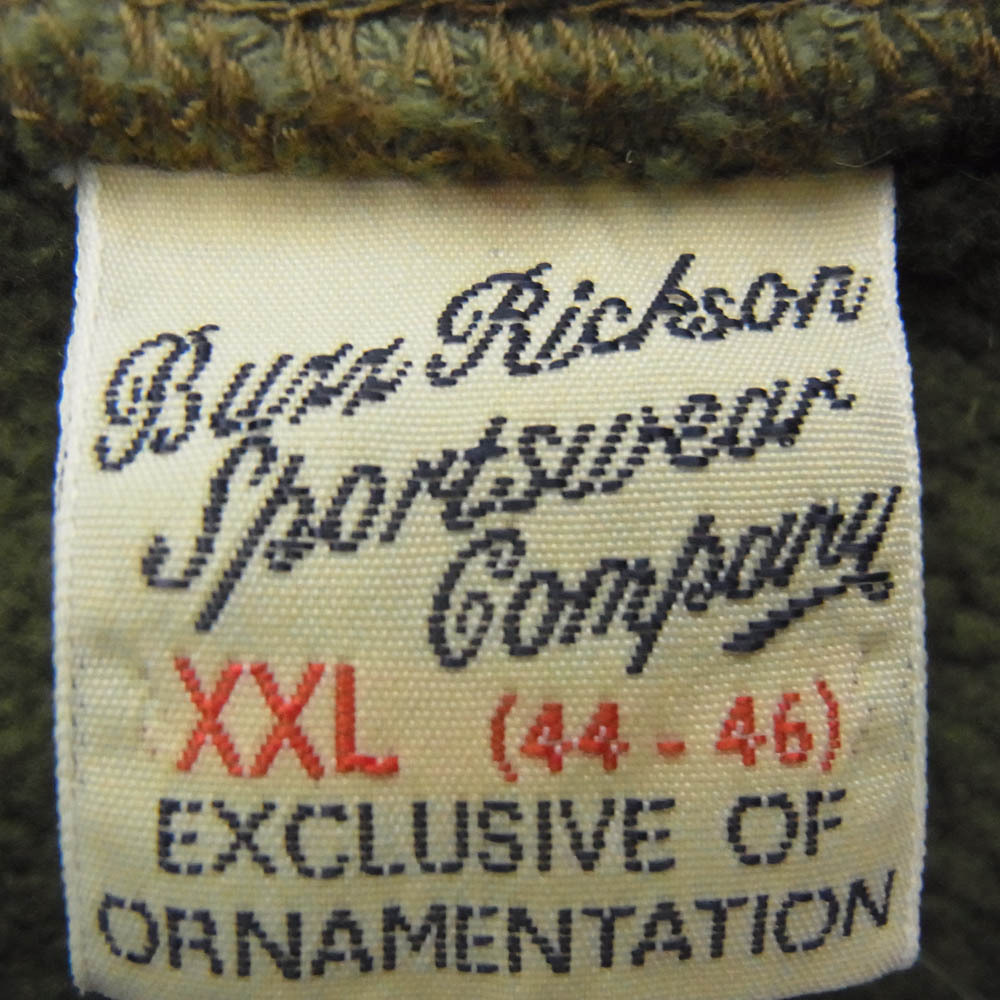 Buzz Rickson
Sportswear
Company
XXL (44 - 46)
EXCLUSIVE OF
ORNAMENTATION